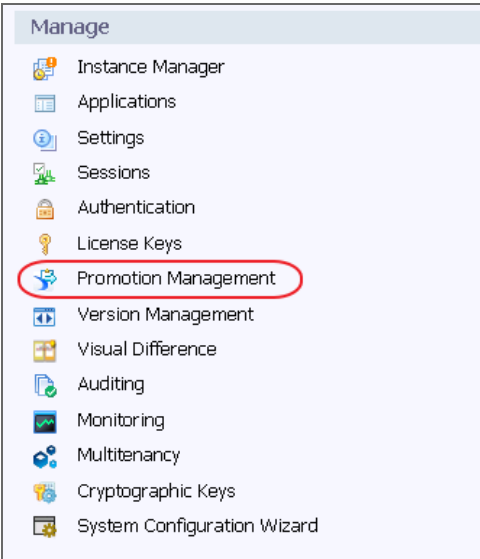 Manage
Instance Manager
Applications
Settings
Sessions
Authentication
License Keys
Promotion Management
Version Management
Visual Difference
Auditing
Monitoring
Multitenancy
Cryptographic Keys
System Configuration Wizard